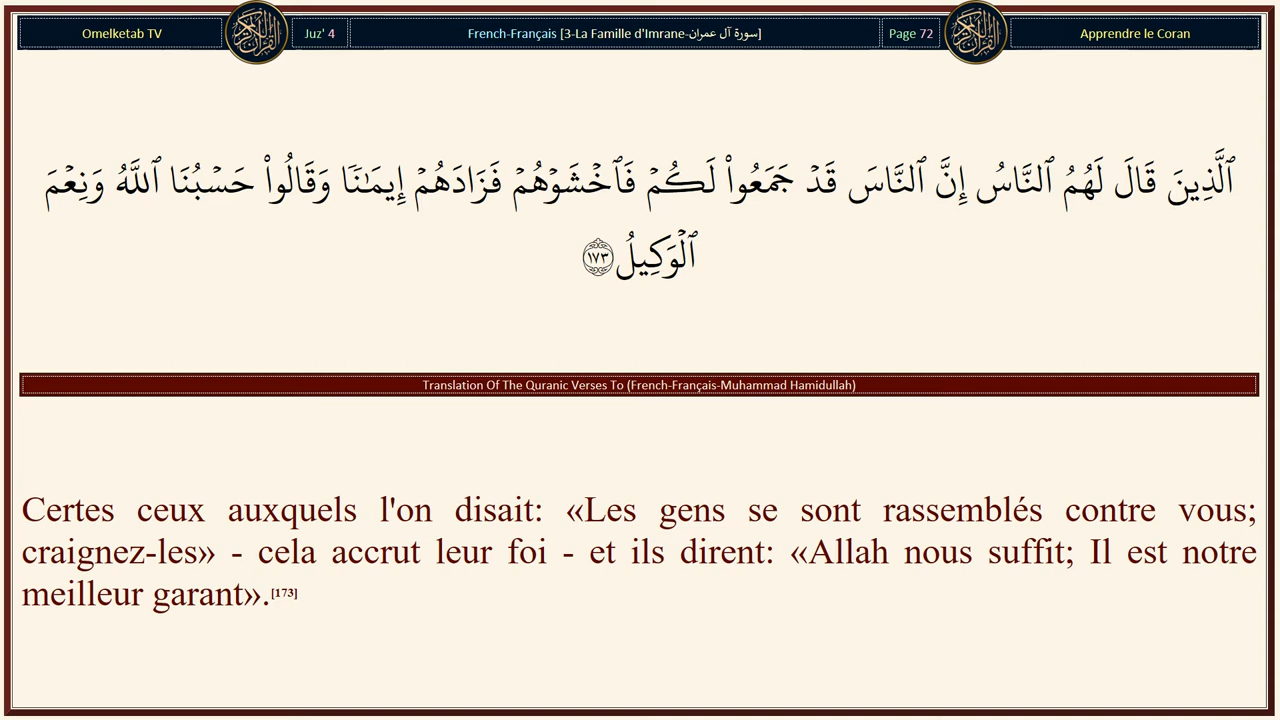 Omelketab TV
Juz' 4
French-Français [3-La Famille d'Imrane-سورة آل عمران]
Page 72
Apprendre le Coran
ٱلَّذِينَ قَالَ لَهُمُ ٱلنَّاسُ إِنَّ ٱلنَّاسَ قَدۡ جَمَعُواْ لَكُمۡ فَٱخۡشَوۡهُمۡ فَزَادَهُمۡ إِيمَٰنٗا وَقَالُواْ حَسۡبُنَا ٱللَّهُ وَنِعۡمَ
ٱلۡوَكِيلُ ١٧٣
Translation Of The Quranic Verses To (French-Français-Muhammad Hamidullah)
Certes ceux auxquels l'on disait: «Les gens se sont rassemblés contre vous;
craignez-les» - cela accrut leur foi - et ils dirent: «Allah nous suffit; Il est notre
meilleur garant».[173]